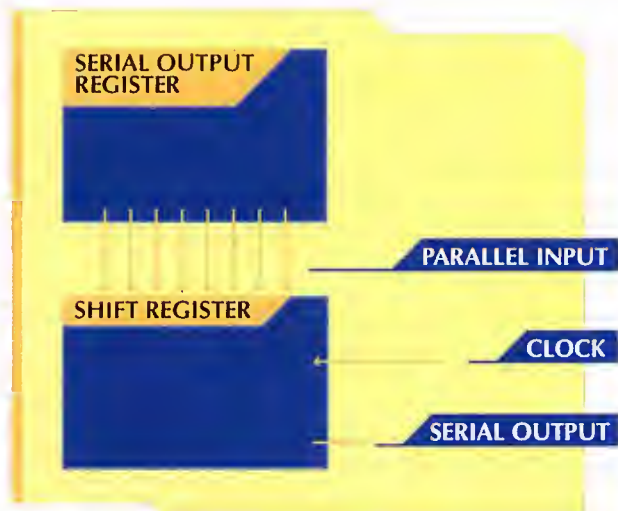 SERIAL OUTPUT
REGISTER
PARALLEL INPUT
SHIFT REGISTER
CLOCK
SERIAL OUTPUT